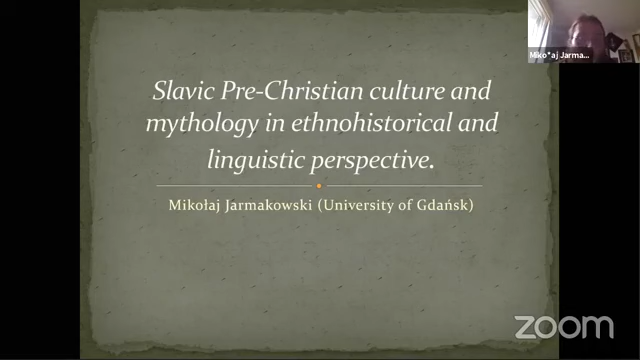 Miko*aj Jarma...
Slavic Pre-Christian culture and
mythology in ethnohistorical and
linguistic perspective.
Mikołaj Jarmakowski (University of Gdańsk)
zoom